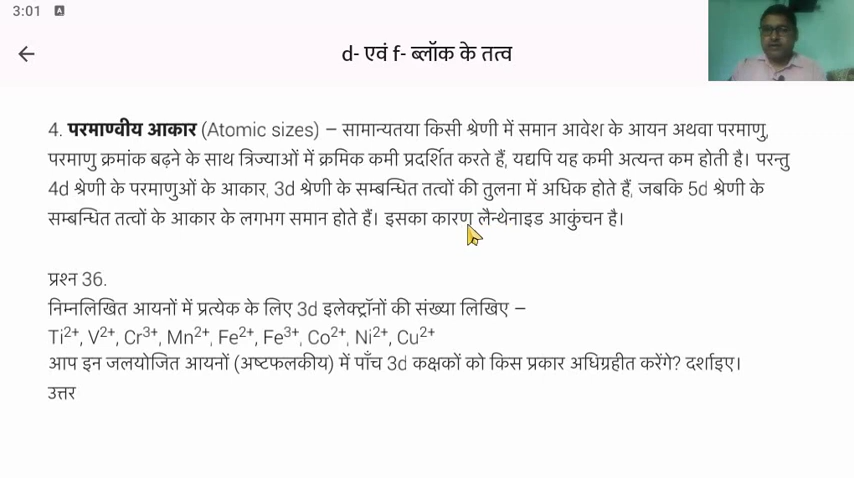 3:01 A
d- एवं f- ब्लॉक के तत्व
4. परमाण्वीय आकार (Atomic sizes) – सामान्यतया किसी श्रेणी में समान आवेश के आयन अथवा परमाणु,
परमाणु क्रमांक बढ़ने के साथ त्रिज्याओं में क्रमिक कमी प्रदर्शित करते हैं, यद्यपि यह कमी अत्यन्त कम होती है। परन्तु
4d श्रेणी के परमाणुओं के आकार, 3d श्रेणी के सम्बन्धित तत्वों की तुलना में अधिक होते हैं, जबकि 5d श्रेणी के
सम्बन्धित तत्वों के आकार के लगभग समान होते हैं। इसका कारण लैन्थेनाइड आकुंचन है।
प्रश्न 36.
निम्नलिखित आयनों में प्रत्येक के लिए 3d इलेक्ट्रॉनों की संख्या लिखिए –
Ti²⁺, V²⁺, Cr³⁺, Mn²⁺, Fe²⁺, Fe³⁺, Co²⁺, Ni²⁺, Cu²⁺
आप इन जलयोजित आयनों (अष्टफलकीय) में पाँच 3d कक्षकों को किस प्रकार अधिग्रहीत करेंगे? दर्शाइए।
उत्तर